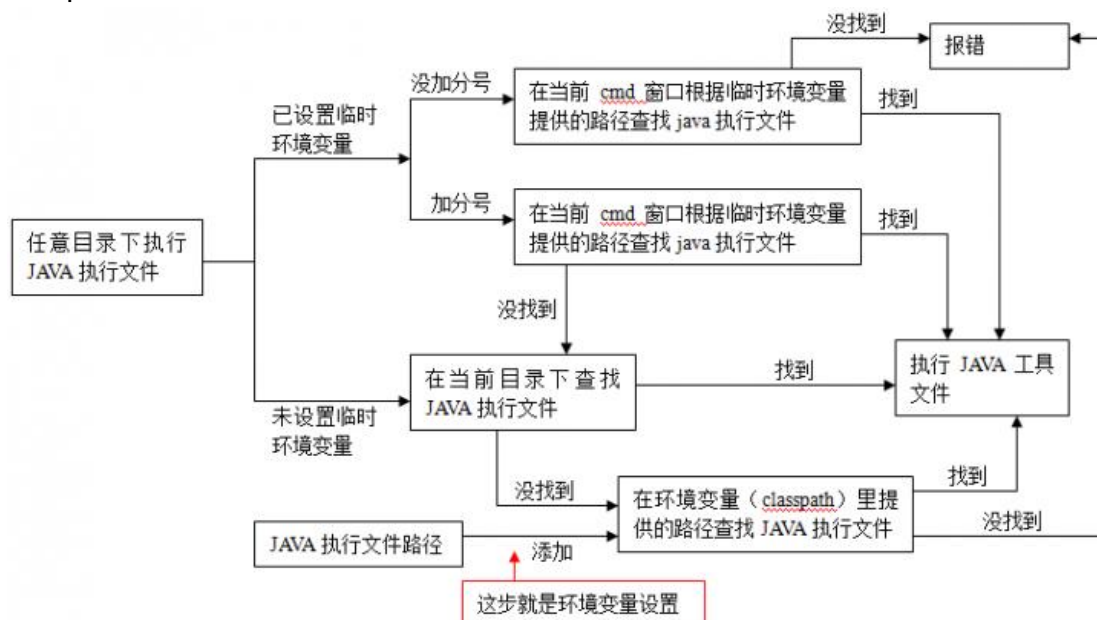 没找到
报错
没加分号
在当前 cmd 窗口根据临时环境变量
提供的路径查找 java 执行文件
找到
已设置临时
环境变量
加分号
在当前 cmd 窗口根据临时环境变量
提供的路径查找 java 执行文件
找到
任意目录下执行
JAVA 执行文件
没找到
在当前目录下查找
JAVA 执行文件
找到
执行 JAVA 工具
文件
未设置临时
环境变量
没找到
在环境变量（classpath）里提
供的路径查找 JAVA 执行文件
找到
没找到
JAVA 执行文件路径
添加
这步就是环境变量设置